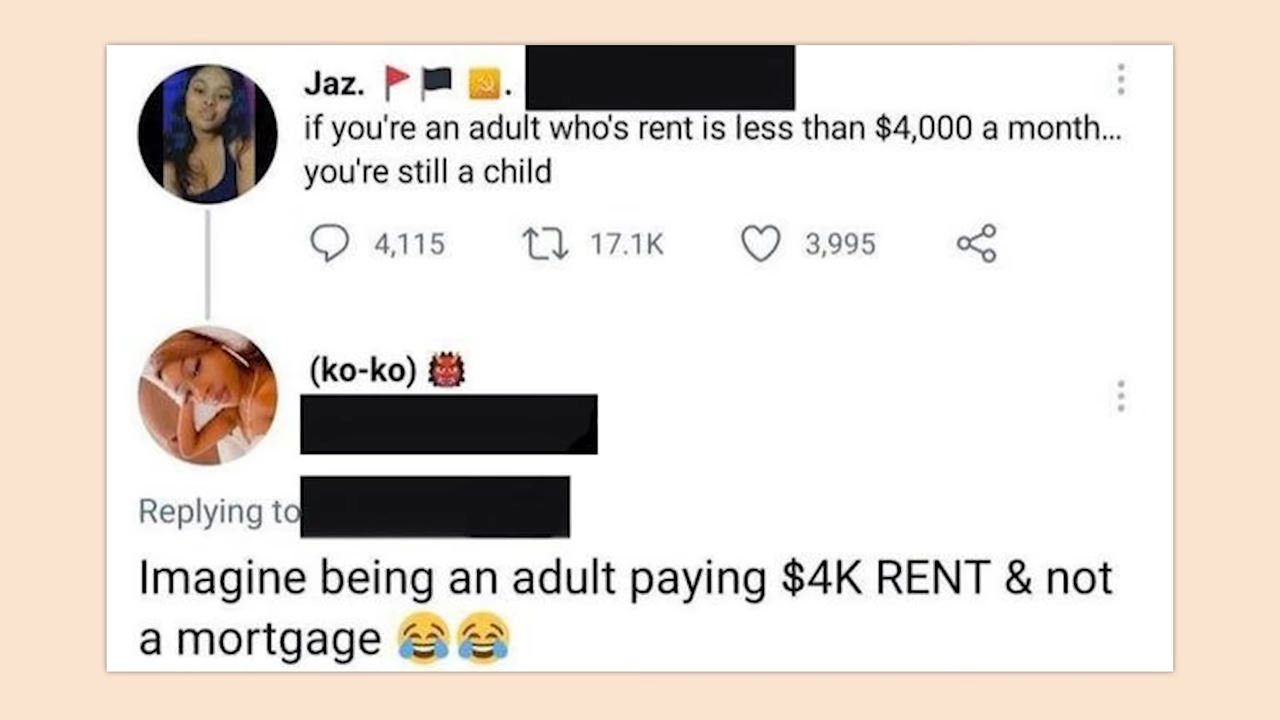 Jaz. 🚩🏴 .
if you're an adult who's rent is less than $4,000 a month...
you're still a child
4,115 17.1K 3,995
(ko-ko) 👹
Replying to
Imagine being an adult paying $4K RENT & not
a mortgage 😂😂